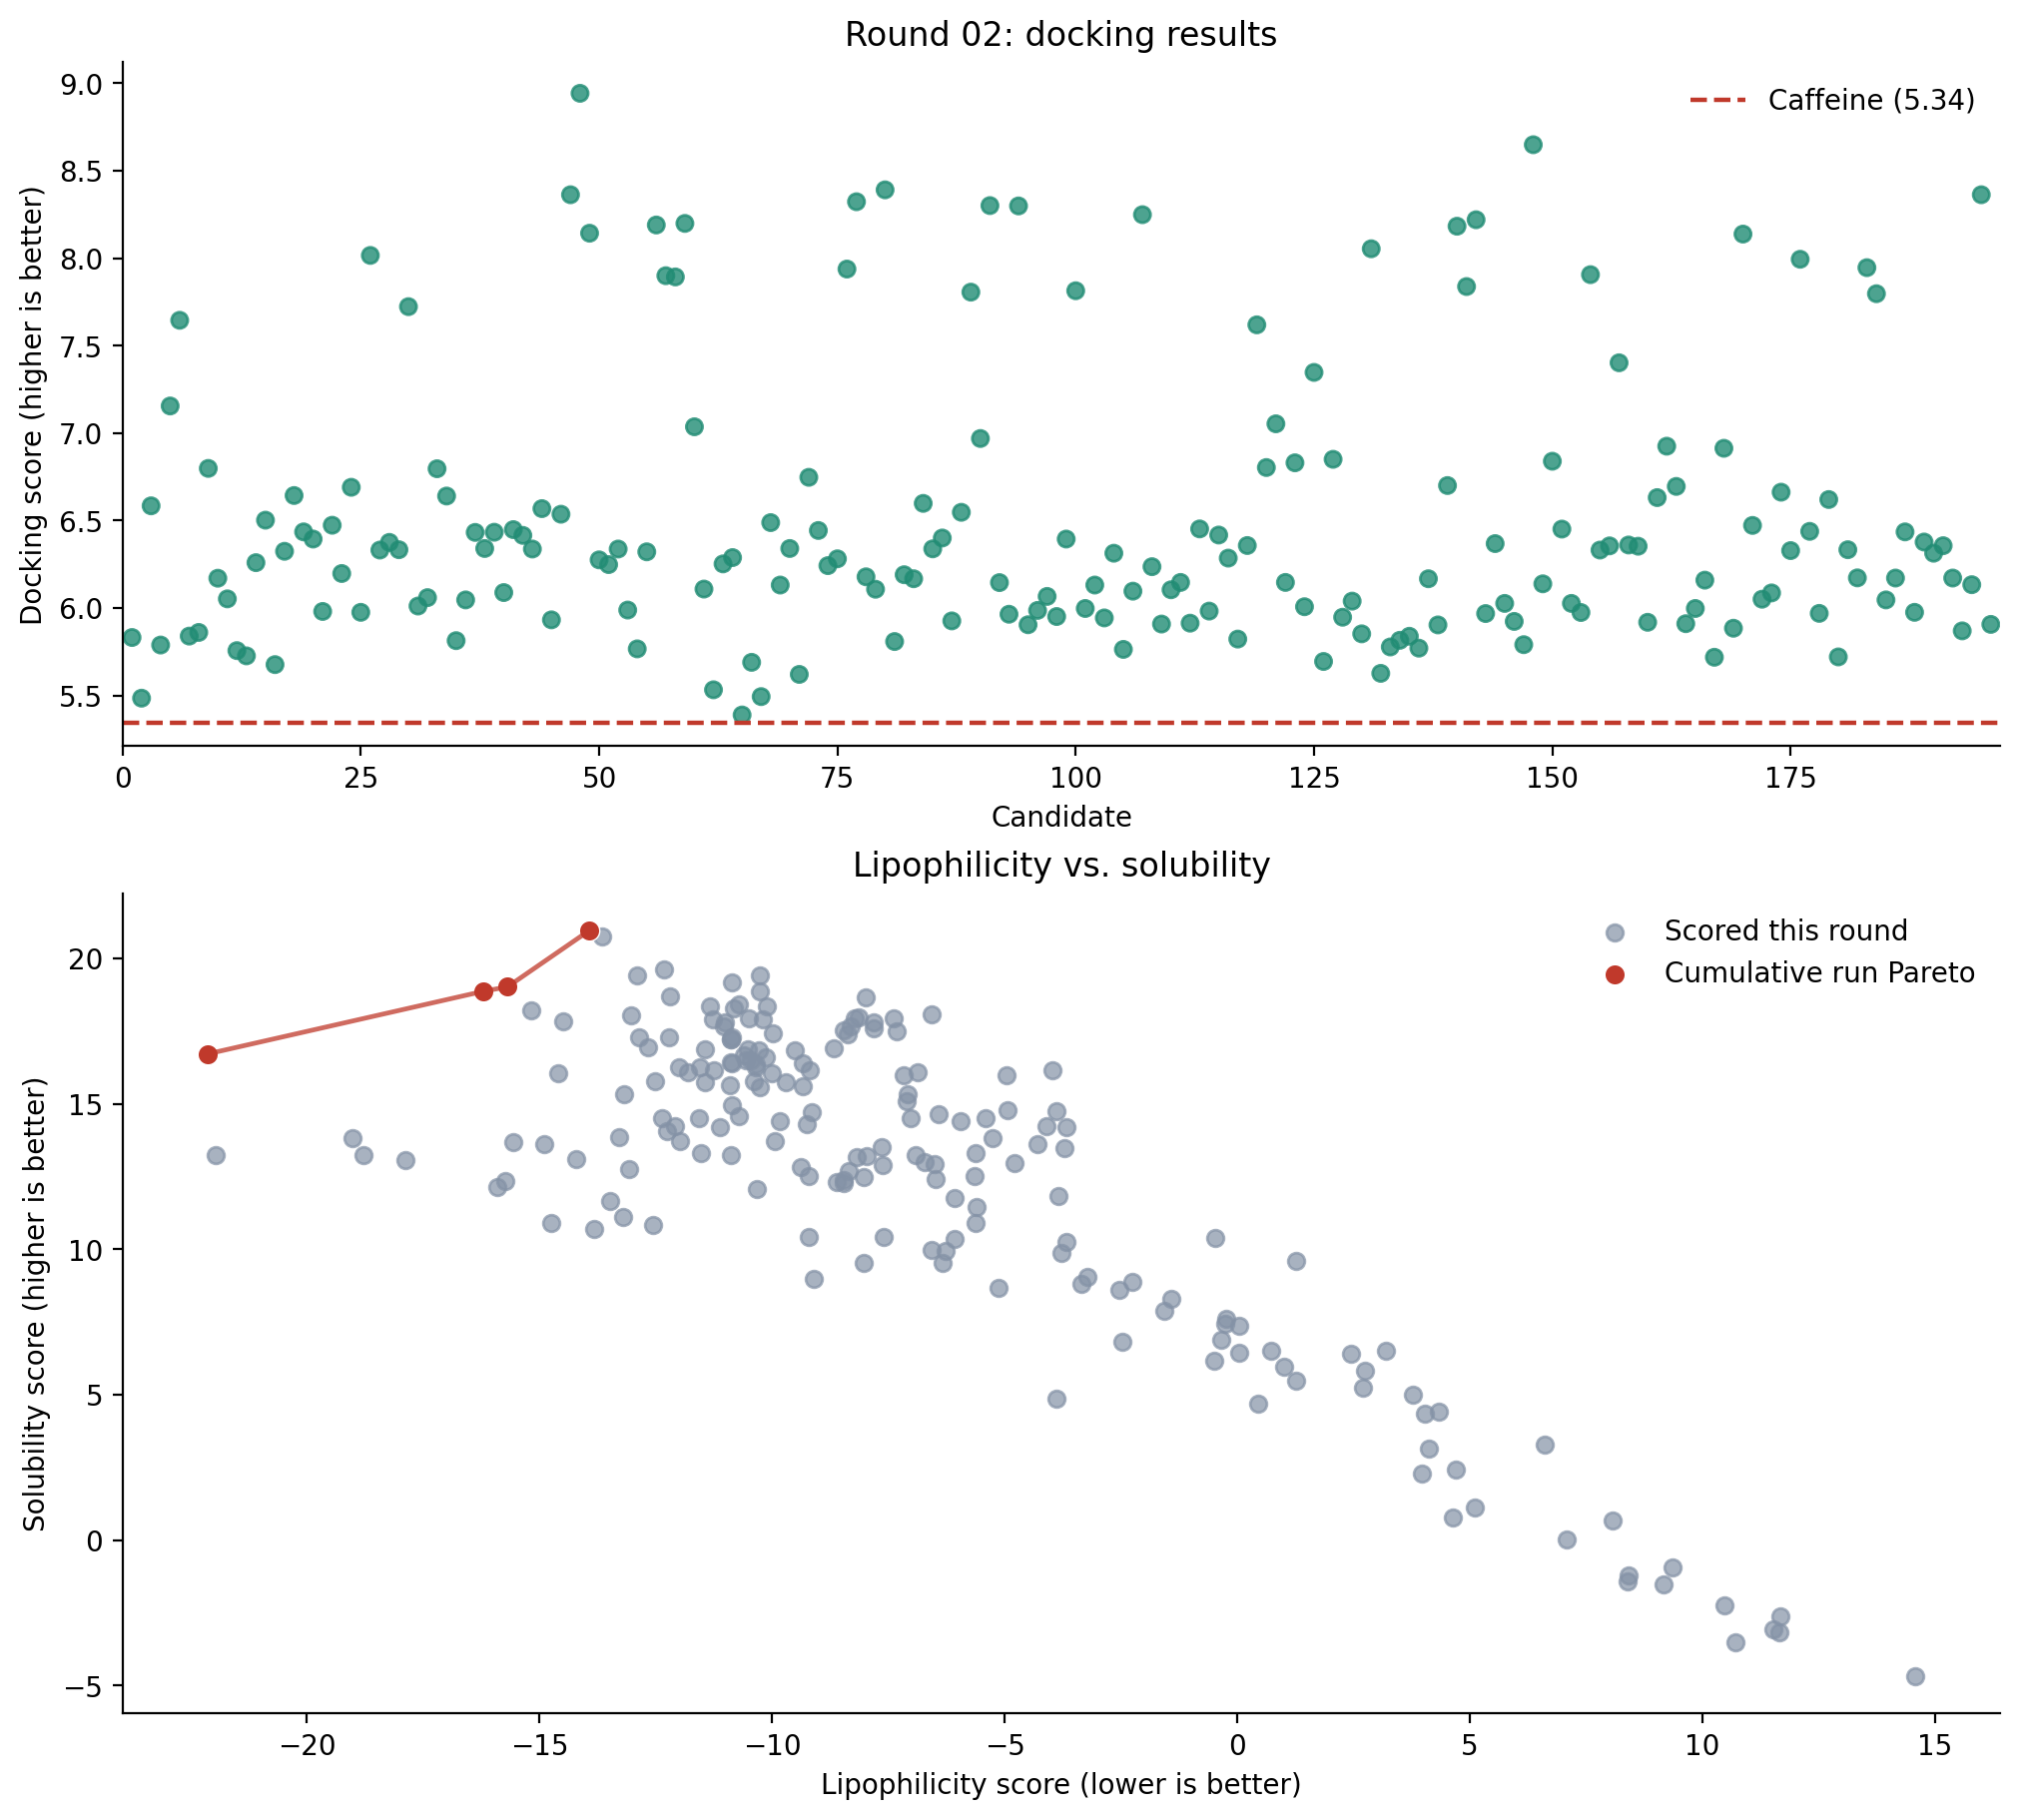 Round 02: docking results
Docking score (higher is better)
9.0
8.5
8.0
7.5
7.0
6.5
6.0
5.5
Caffeine (5.34)
0 25 50 75 100 125 150 175
Candidate
Lipophilicity vs. solubility
Solubility score (higher is better)
20
15
10
5
0
−5
Scored this round
Cumulative run Pareto
−20 −15 −10 −5 0 5 10 15
Lipophilicity score (lower is better)